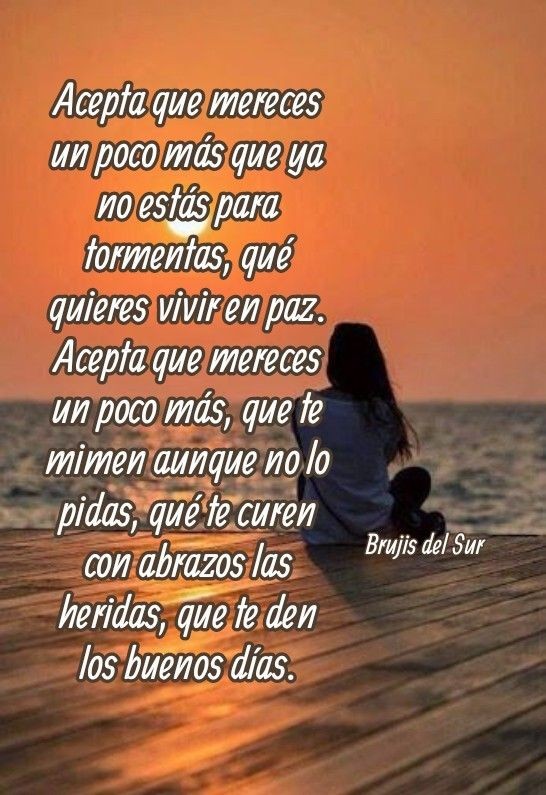 Acepta que mereces
un poco más que ya
no estás para
tormentas, qué
quieres vivir en paz.
Acepta que mereces
un poco más, que te
mimen aunque no lo
pidas, qué te curen
con abrazos las
heridas, que te den
los buenos días.
Brujis del Sur